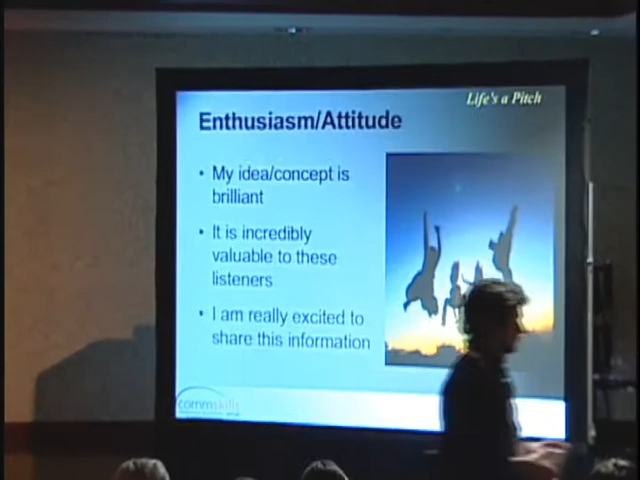 Life's a Pitch
Enthusiasm/Attitude
• My idea/concept is
brilliant
• It is incredibly
valuable to these
listeners
• I am really excited to
share this information
commskills